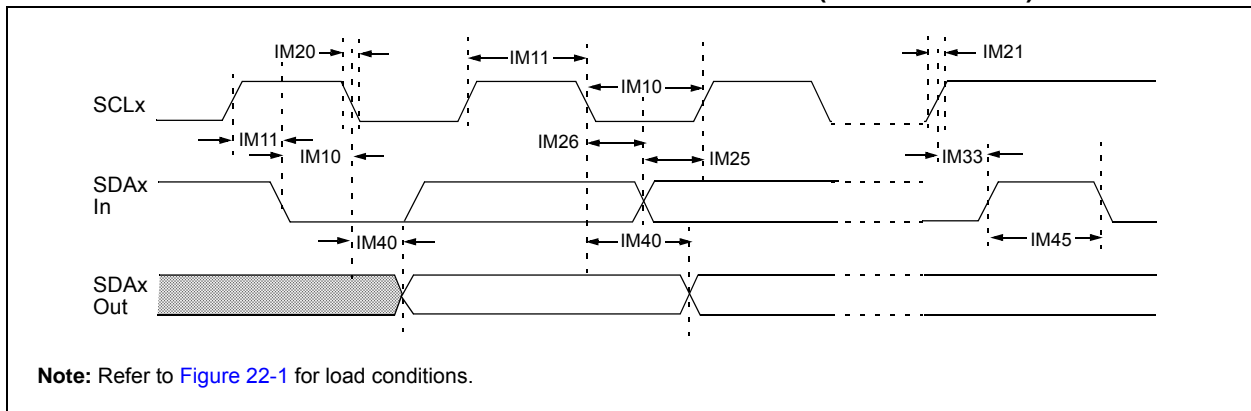 IM20
IM11
IM21
IM10
SCLx
IM11
IM26
IM10
IM25
IM33
SDAx
In
IM40
IM40
IM45
SDAx
Out
Note: Refer to Figure 22-1 for load conditions.